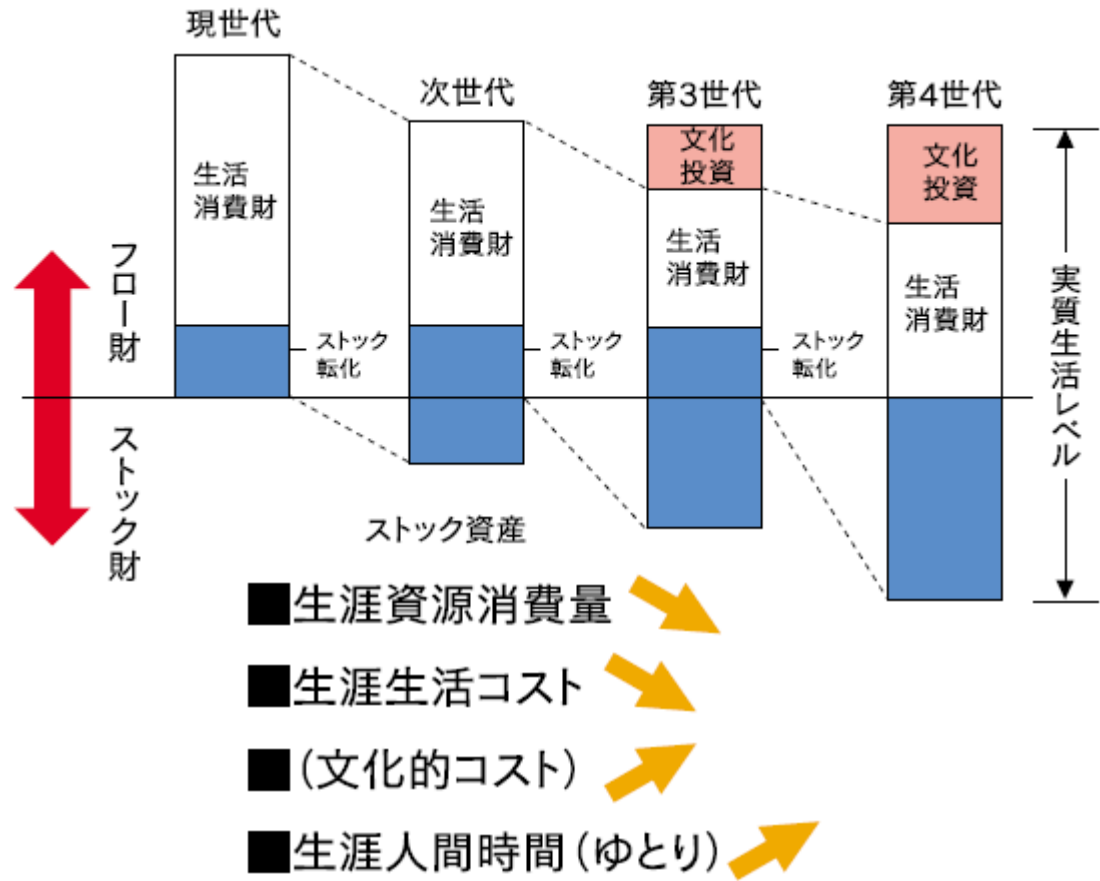 現世代
次世代
第3世代
第4世代
生活
消費財
生活
消費財
文化
投資
生活
消費財
文化
投資
生活
消費財
フロー財
ストック財
ストック
転化
ストック
転化
ストック
転化
実質生活レベル
ストック資産
■生涯資源消費量
■生涯生活コスト
■(文化的コスト)
■生涯人間時間(ゆとり)